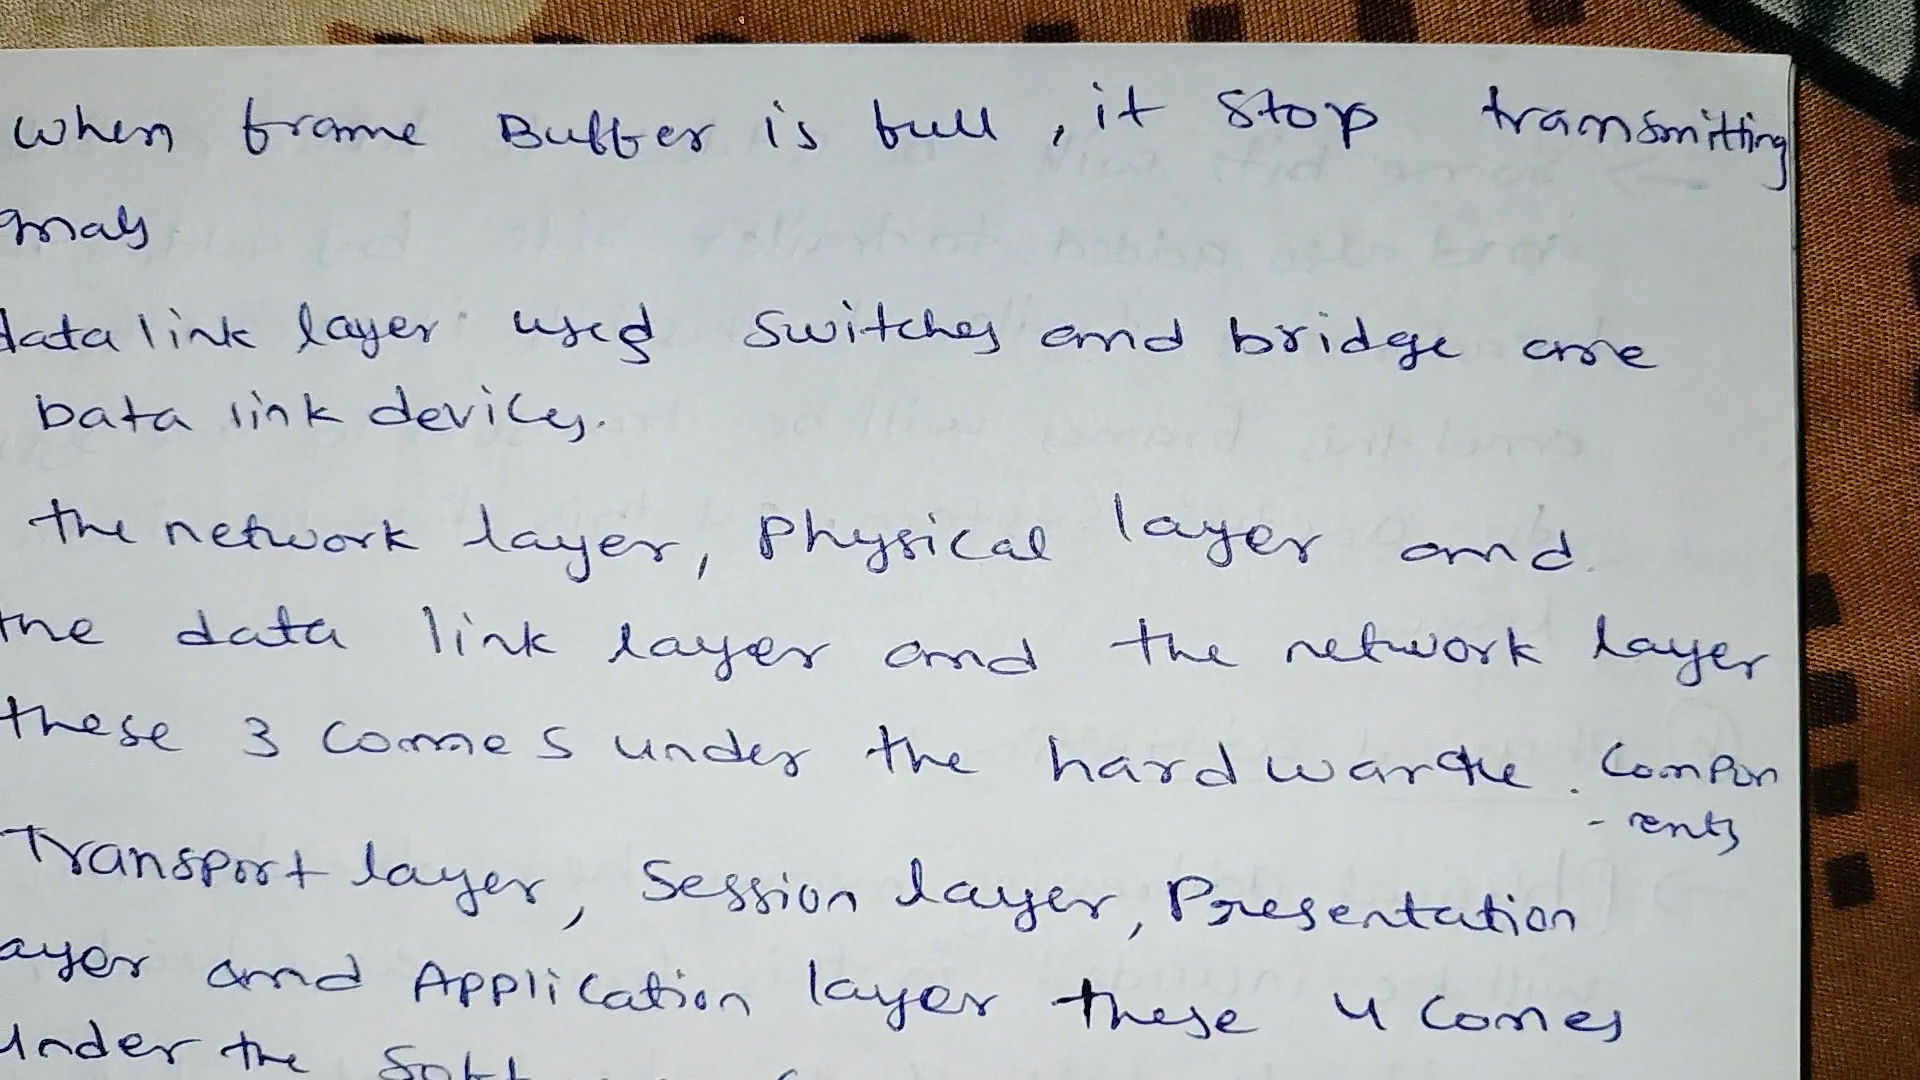 when frame Buffer is full, it stop transmitting
data link layer used switches and bridge are
Data link devices.
the network layer, physical layer and
the data link layer and the network layer
these 3 comes under the hardware compon
- ents
Transport layer, Session layer, Presentation
ayer and Application layer these 4 comes
under the